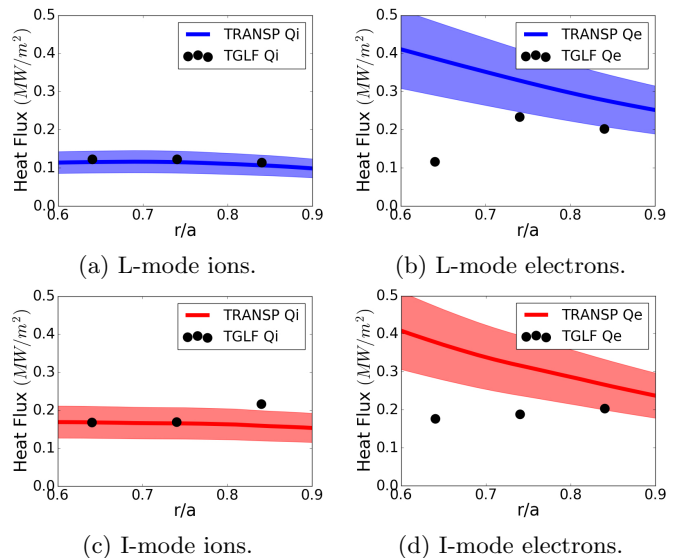 Heat Flux (MW/m²)
0.5
0.4
0.3
0.2
0.1
0.0
TRANSP Qi
TGLF Qi
0.6 0.7 0.8 0.9
r/a
(a) L-mode ions.
Heat Flux (MW/m²)
0.5
0.4
0.3
0.2
0.1
0.0
TRANSP Qe
TGLF Qe
0.6 0.7 0.8 0.9
r/a
(b) L-mode electrons.
Heat Flux (MW/m²)
0.5
0.4
0.3
0.2
0.1
0.0
TRANSP Qi
TGLF Qi
0.6 0.7 0.8 0.9
r/a
(c) I-mode ions.
Heat Flux (MW/m²)
0.5
0.4
0.3
0.2
0.1
0.0
TRANSP Qe
TGLF Qe
0.6 0.7 0.8 0.9
r/a
(d) I-mode electrons.